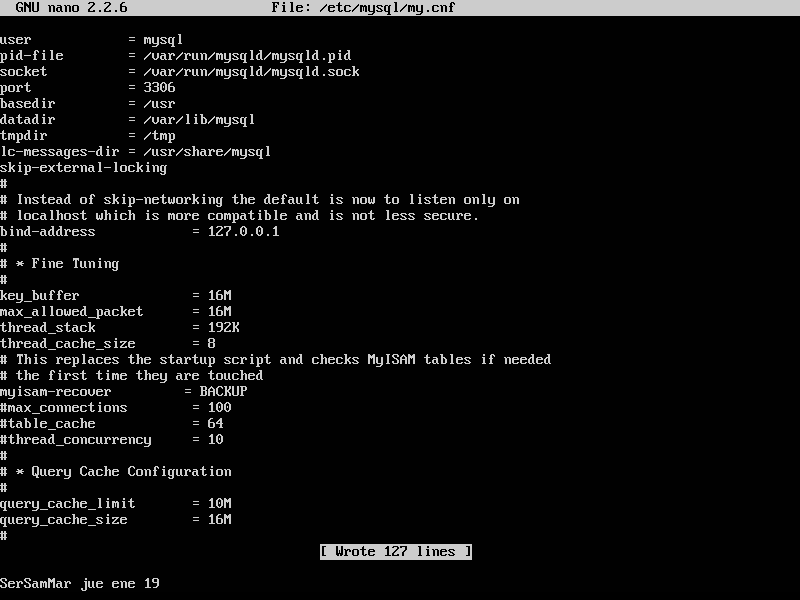 GNU nano 2.2.6 File: /etc/mysql/my.cnf
user = mysql
pid-file = /var/run/mysqld/mysqld.pid
socket = /var/run/mysqld/mysqld.sock
port = 3306
basedir = /usr
datadir = /var/lib/mysql
tmpdir = /tmp
lc-messages-dir = /usr/share/mysql
skip-external-locking
#
# Instead of skip-networking the default is now to listen only on
# localhost which is more compatible and is not less secure.
bind-address = 127.0.0.1
#
# * Fine Tuning
#
key_buffer = 16M
max_allowed_packet = 16M
thread_stack = 192K
thread_cache_size = 8
# This replaces the startup script and checks MyISAM tables if needed
# the first time they are touched
myisam-recover = BACKUP
#max_connections = 100
#table_cache = 64
#thread_concurrency = 10
#
# * Query Cache Configuration
#
query_cache_limit = 10M
query_cache_size = 16M
#
[ Wrote 127 lines ]
SerSamMar jue ene 19